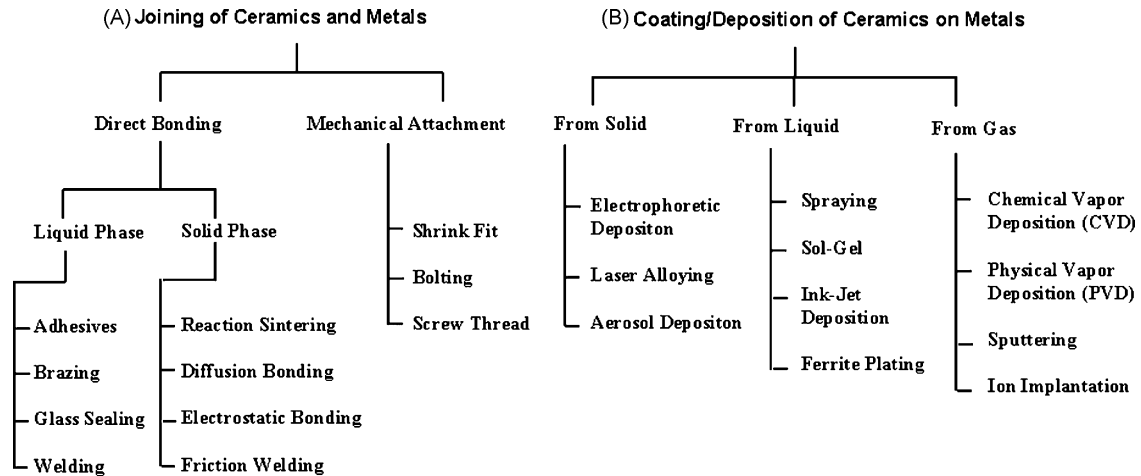 (A) Joining of Ceramics and Metals
Direct Bonding
Mechanical Attachment
Liquid Phase
Solid Phase
Adhesives
Brazing
Glass Sealing
Welding
Reaction Sintering
Diffusion Bonding
Electrostatic Bonding
Friction Welding
Shrink Fit
Bolting
Screw Thread
(B) Coating/Deposition of Ceramics on Metals
From Solid
From Liquid
From Gas
Electrophoretic
Depositon
Laser Alloying
Aerosol Depositon
Spraying
Sol-Gel
Ink-Jet
Deposition
Ferrite Plating
Chemical Vapor
Deposition (CVD)
Physical Vapor
Deposition (PVD)
Sputtering
Ion Implantation